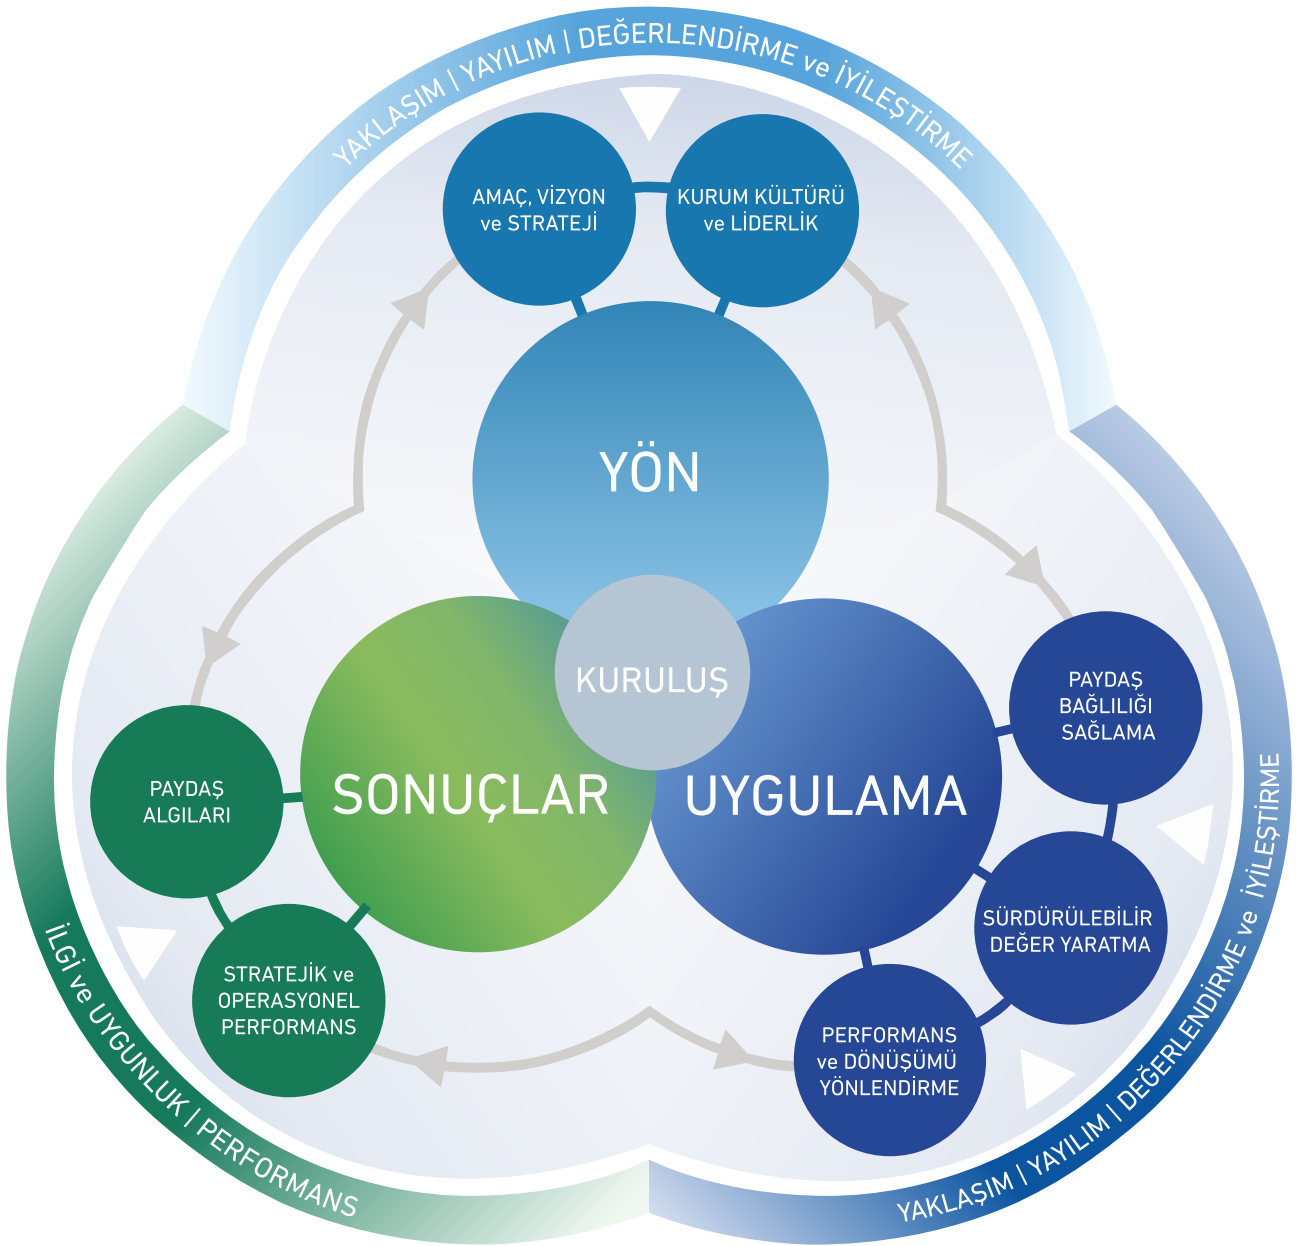 YAKLAŞIM | YAYILIM | DEĞERLENDİRME ve İYİLEŞTİRME
AMAÇ, VİZYON
ve STRATEJİ
KURUM KÜLTÜRÜ
ve LİDERLİK
YÖN
KURULUŞ
SONUÇLAR
UYGULAMA
PAYDAŞ
BAĞLILIĞI
SAĞLAMA
SÜRDÜRÜLEBİLİR
DEĞER YARATMA
PERFORMANS
ve DÖNÜŞÜMÜ
YÖNLENDİRME
PAYDAŞ
ALGILARI
STRATEJİK ve
OPERASYONEL
PERFORMANS
İLGİ ve UYGUNLUK | PERFORMANS
YAKLAŞIM | YAYILIM | DEĞERLENDİRME ve İYİLEŞTİRME